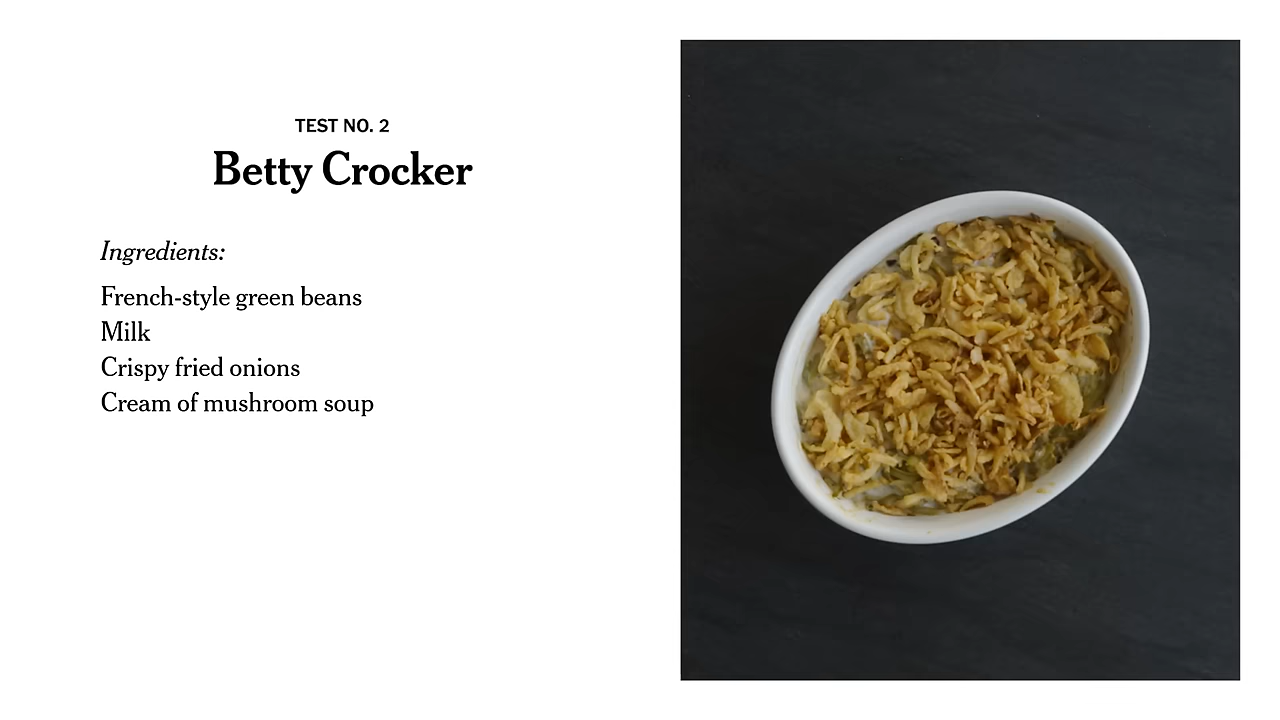 TEST NO. 2
Betty Crocker
Ingredients:
French-style green beans
Milk
Crispy fried onions
Cream of mushroom soup